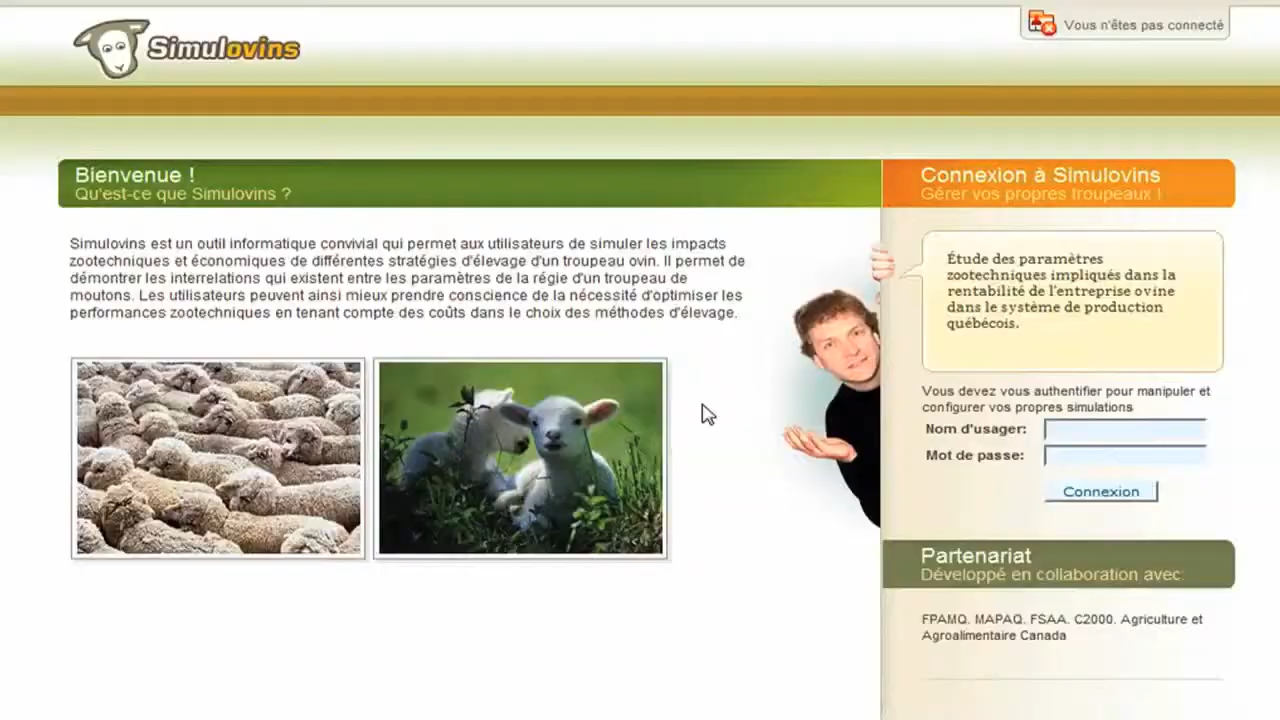 Vous n'êtes pas connecté
Simulovins
Bienvenue !
Qu'est-ce que Simulovins ?
Simulovins est un outil informatique convivial qui permet aux utilisateurs de simuler les impacts
zootechniques et économiques de différentes stratégies d'élevage d'un troupeau ovin. Il permet de
démontrer les interrelations qui existent entre les paramètres de la régie d'un troupeau de
moutons. Les utilisateurs peuvent ainsi mieux prendre conscience de la nécessité d'optimiser les
performances zootechniques en tenant compte des coûts dans le choix des méthodes d'élevage.
Connexion à Simulovins
Gérer vos propres troupeaux !
Étude des paramètres
zootechniques impliqués dans la
rentabilité de l'entreprise ovine
dans le système de production
québécois.
Vous devez vous authentifier pour manipuler et
configurer vos propres simulations
Nom d'usager:
Mot de passe:
Connexion
Partenariat
Développé en collaboration avec:
FPAMQ. MAPAQ. FSAA. C2000. Agriculture et
Agroalimentaire Canada